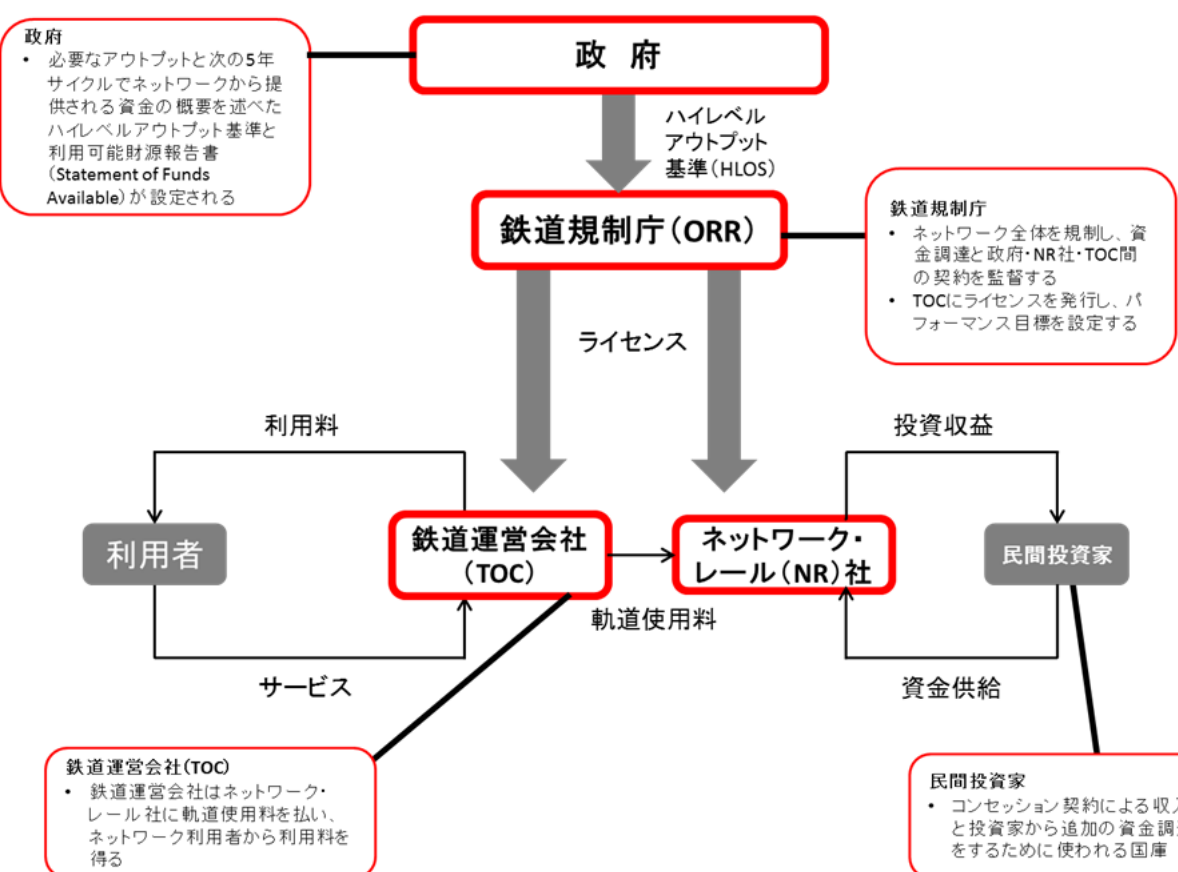 政府
• 必要なアウトプットと次の5年
サイクルでネットワークから提
供される資金の概要を述べた
ハイレベルアウトプット基準と
利用可能財源報告書
(Statement of Funds
Available)が設定される
政 府
ハイレベル
アウトプット
基準(HLOS)
鉄道規制庁(ORR)
鉄道規制庁
• ネットワーク全体を規制し、資
金調達と政府・NR社・TOC間
の契約を監督する
• TOCにライセンスを発行し、パ
フォーマンス目標を設定する
ライセンス
利用料
投資収益
利用者
鉄道運営会社
(TOC)
ネットワーク・
レール(NR)社
民間投資家
軌道使用料
サービス
資金供給
鉄道運営会社(TOC)
• 鉄道運営会社はネットワーク・
レール社に軌道使用料を払い、
ネットワーク利用者から利用料を
得る
民間投資家
• コンセッション契約による収
と投資家から追加の資金調
をするために使われる国庫